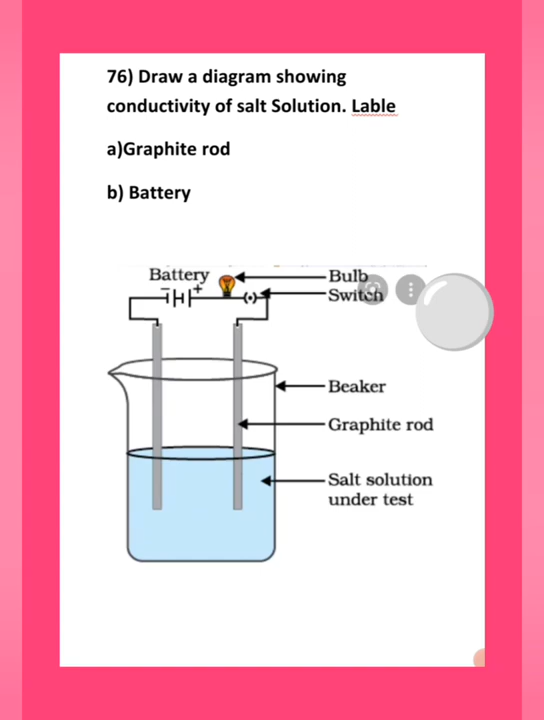 76) Draw a diagram showing
conductivity of salt Solution. Lable
a)Graphite rod
b) Battery
Battery
Bulb
Switch
Beaker
Graphite rod
Salt solution
under test